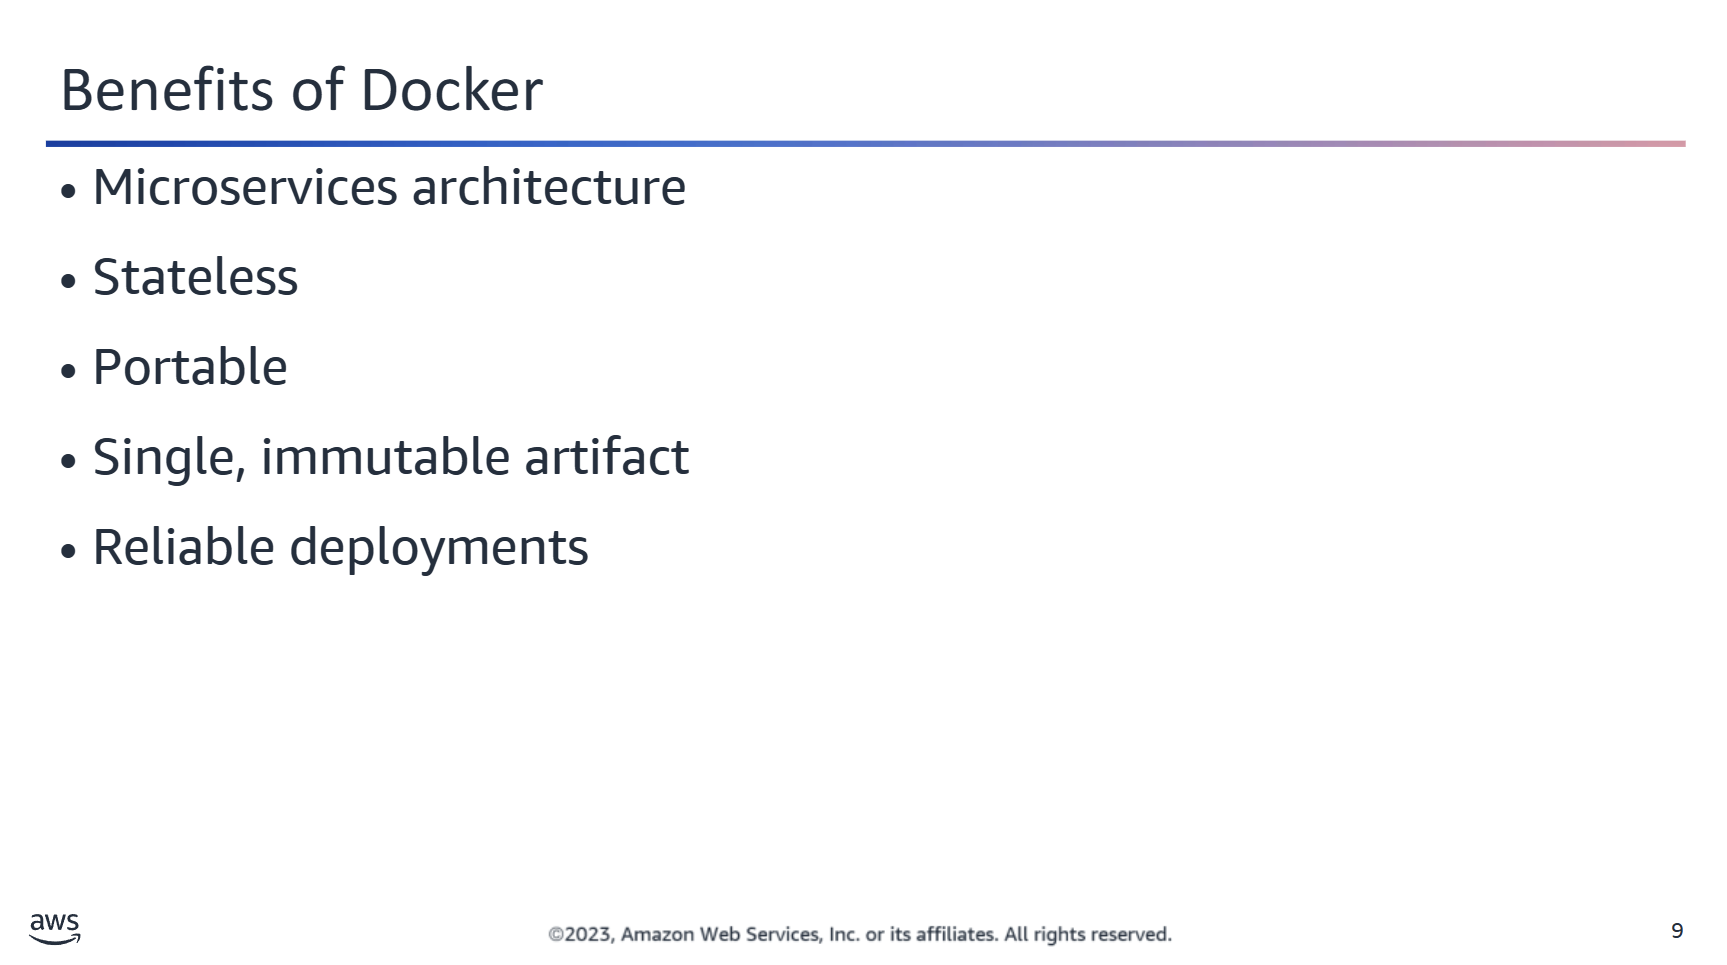 Benefits of Docker
• Microservices architecture
• Stateless
• Portable
• Single, immutable artifact
• Reliable deployments
aws
©2023, Amazon Web Services, Inc. or its affiliates. All rights reserved.
9